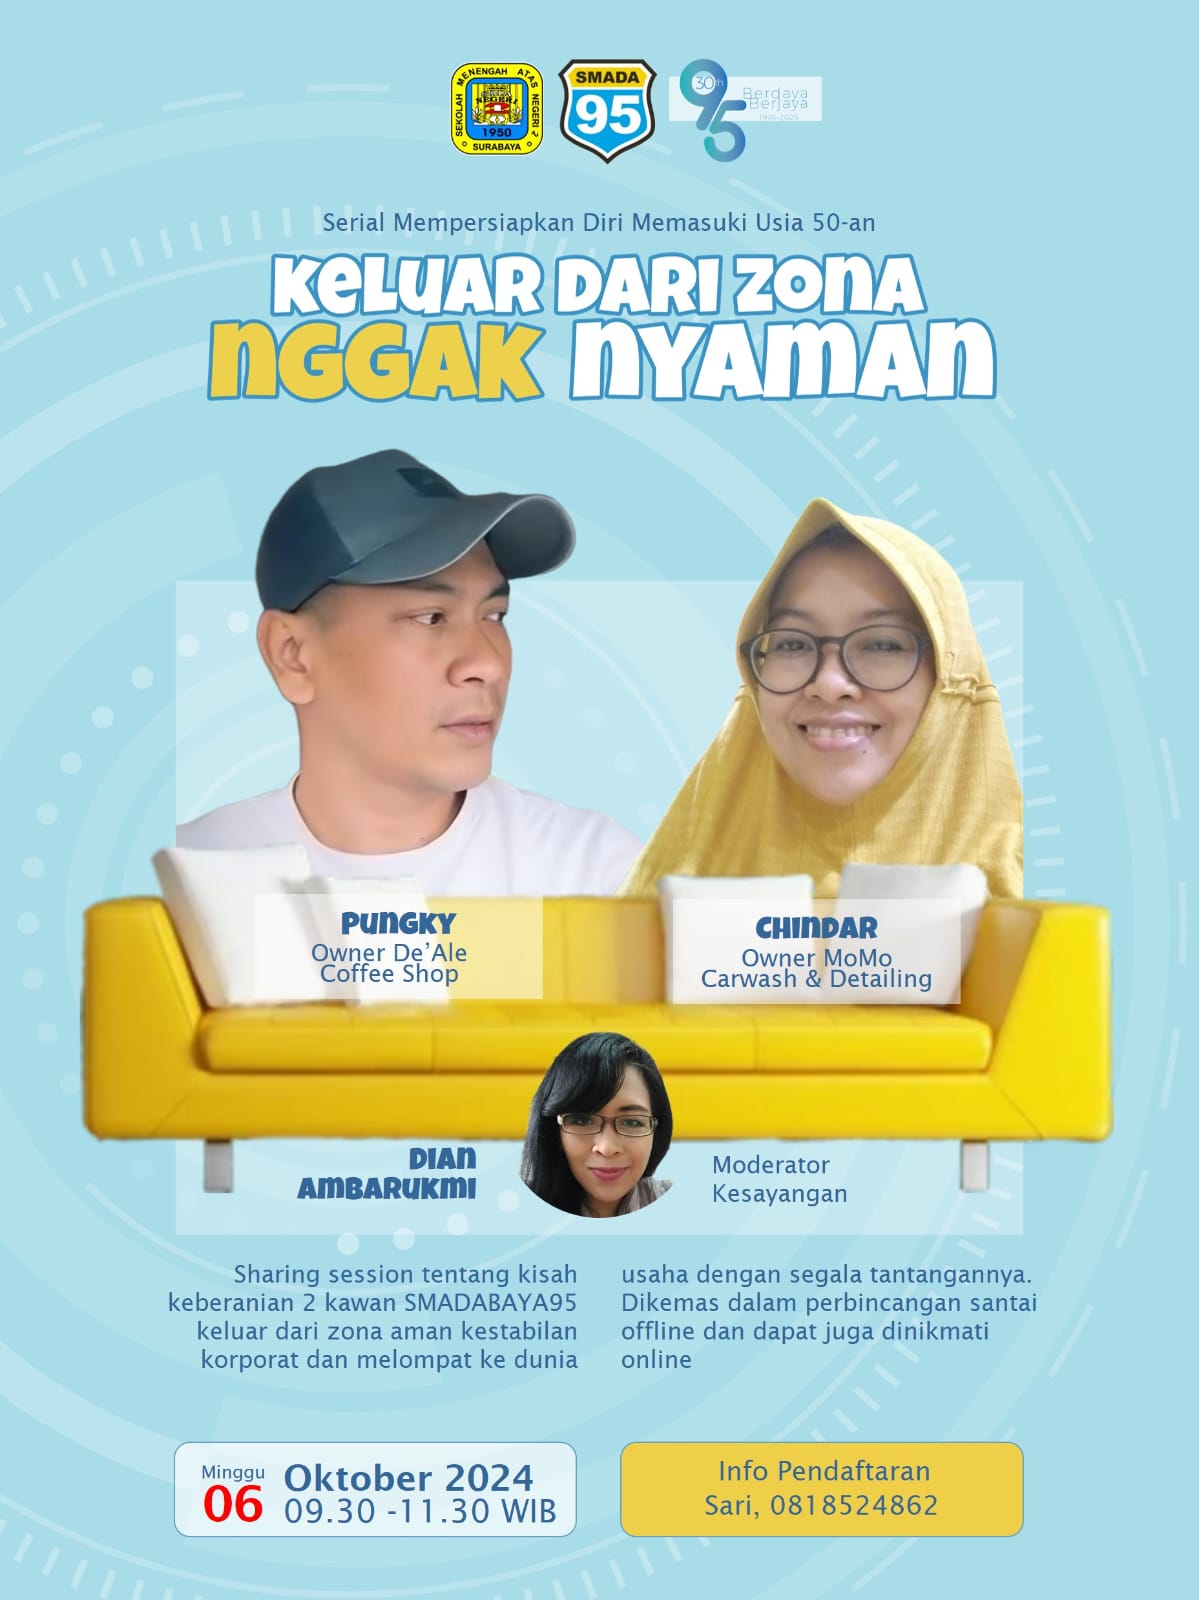 SEKOLAH MENENGAH ATAS NEGERI 2
NEGERI
2
1950
SURABAYA
SMADA
95
30th
95
Berdaya
Berjaya
1995-2025
Serial Mempersiapkan Diri Memasuki Usia 50-an
KELUAR DARI ZONA
NGGAK NYAMAN
PUNGKY
Owner De’Ale
Coffee Shop
CHINDAR
Owner MoMo
Carwash & Detailing
DIAN
AMBARUKMI
Moderator
Kesayangan
Sharing session tentang kisah
keberanian 2 kawan SMADABAYA95
keluar dari zona aman kestabilan
korporat dan melompat ke dunia
usaha dengan segala tantangannya.
Dikemas dalam perbincangan santai
offline dan dapat juga dinikmati
online
Minggu
06
Oktober 2024
09.30 -11.30 WIB
Info Pendaftaran
Sari, 0818524862